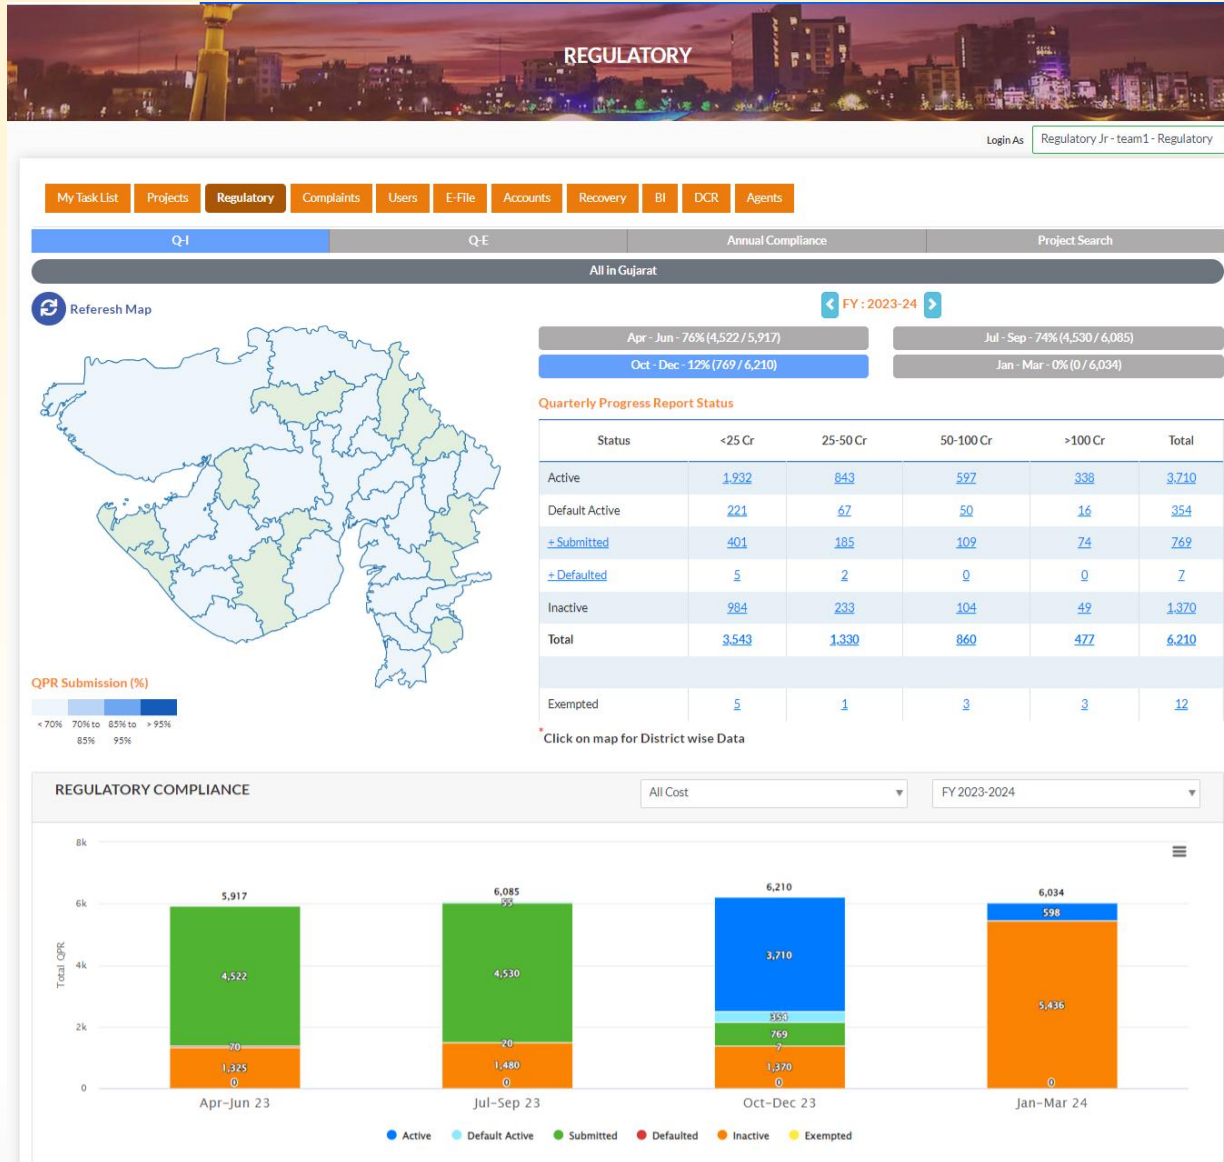 REGULATORY
Login As Regulatory Jr - team1 - Regulatory
My Task List Projects Regulatory Complaints Users E-File Accounts Recovery BI DCR Agents
Q-I Q-E Annual Compliance Project Search
All in Gujarat
Referesh Map
< FY : 2023-24 >
Apr - Jun - 76% (4,522 / 5,917) Jul - Sep - 74% (4,530 / 6,085)
Oct - Dec - 12% (769 / 6,210) Jan - Mar - 0% (0 / 6,034)
Quarterly Progress Report Status
Status <25 Cr 25-50 Cr 50-100 Cr >100 Cr Total
Active 1,932 843 597 338 3,710
Default Active 221 67 50 16 354
+ Submitted 401 185 109 74 769
+ Defaulted 5 2 0 0 7
Inactive 984 233 104 49 1,370
Total 3,543 1,330 860 477 6,210
Exempted 5 1 3 3 12
*Click on map for District wise Data
QPR Submission (%)
< 70% 70% to 85% 85% to 95% > 95%
REGULATORY COMPLIANCE All Cost FY 2023-2024
Total QPR
8k
6k
4k
2k
0
5,917
4,522
70
1,325
0
6,085
55
4,530
20
1,480
0
6,210
3,710
354
769
7
1,370
0
6,034
598
5,436
0
Apr-Jun 23 Jul-Sep 23 Oct-Dec 23 Jan-Mar 24
Active Default Active Submitted Defaulted Inactive Exempted